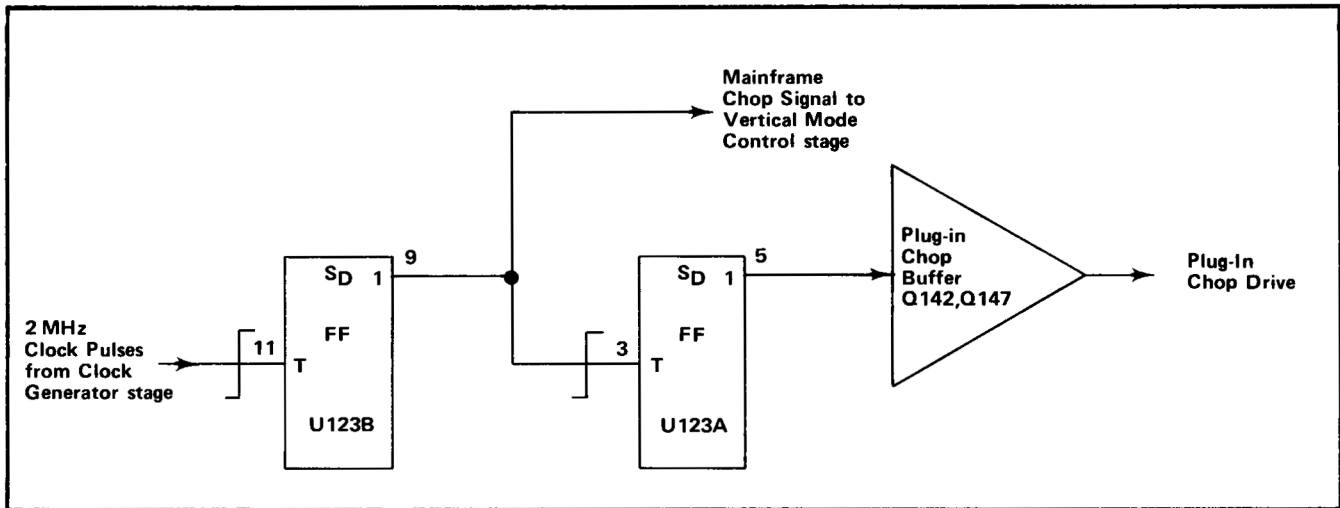 Mainframe
Chop Signal to
Vertical Mode
Control stage
2 MHz
Clock Pulses
from Clock
Generator stage
11
T
SD 1
FF
U123B
9
3
T
SD 1
FF
U123A
5
Plug-in
Chop
Buffer
Q142,Q147
Plug-In
Chop Drive